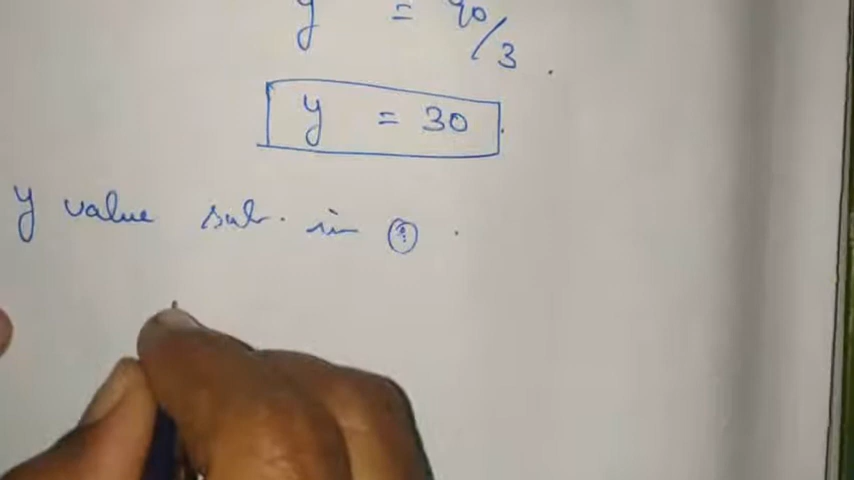 y = 90/3
y = 30
y value sub. in